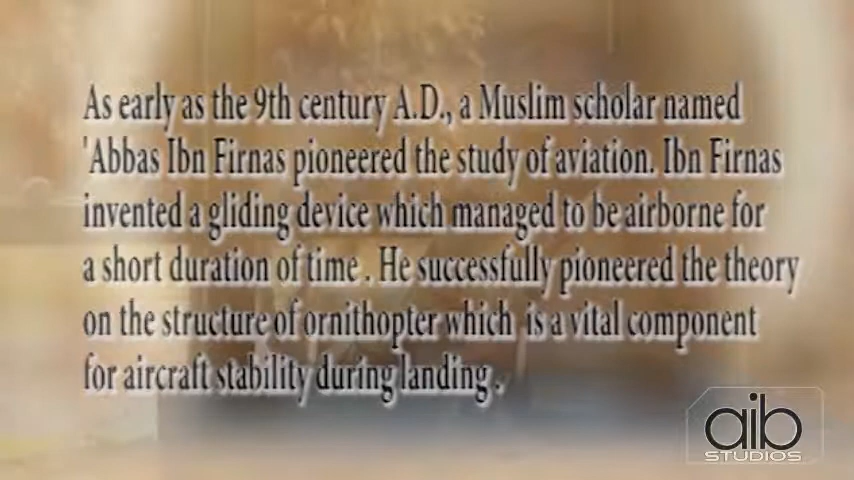 As early as the 9th century A.D., a Muslim scholar named
'Abbas Ibn Firnas pioneered the study of aviation. Ibn Firnas
invented a gliding device which managed to be airborne for
a short duration of time . He successfully pioneered the theory
on the structure of ornithopter which  is a vital component
for aircraft stability during landing .
aib
STUDIOS